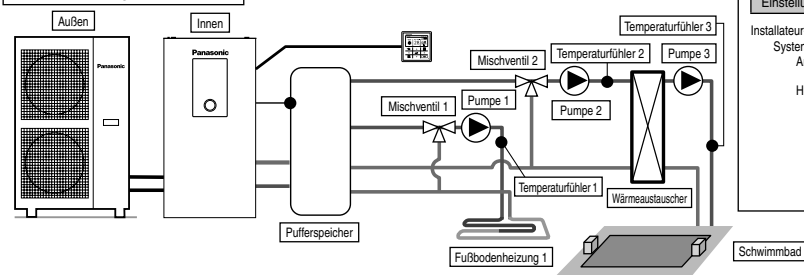 Außen
Innen
Panasonic
Panasonic
Mischventil 2
Temperaturfühler 2
Temperaturfühler 3
Pumpe 3
Mischventil 1
Pumpe 1
Pumpe 2
Temperaturfühler 1
Wärmeaustauscher
Pufferspeicher
Fußbodenheizung 1
Schwimmbad
Installateur
System